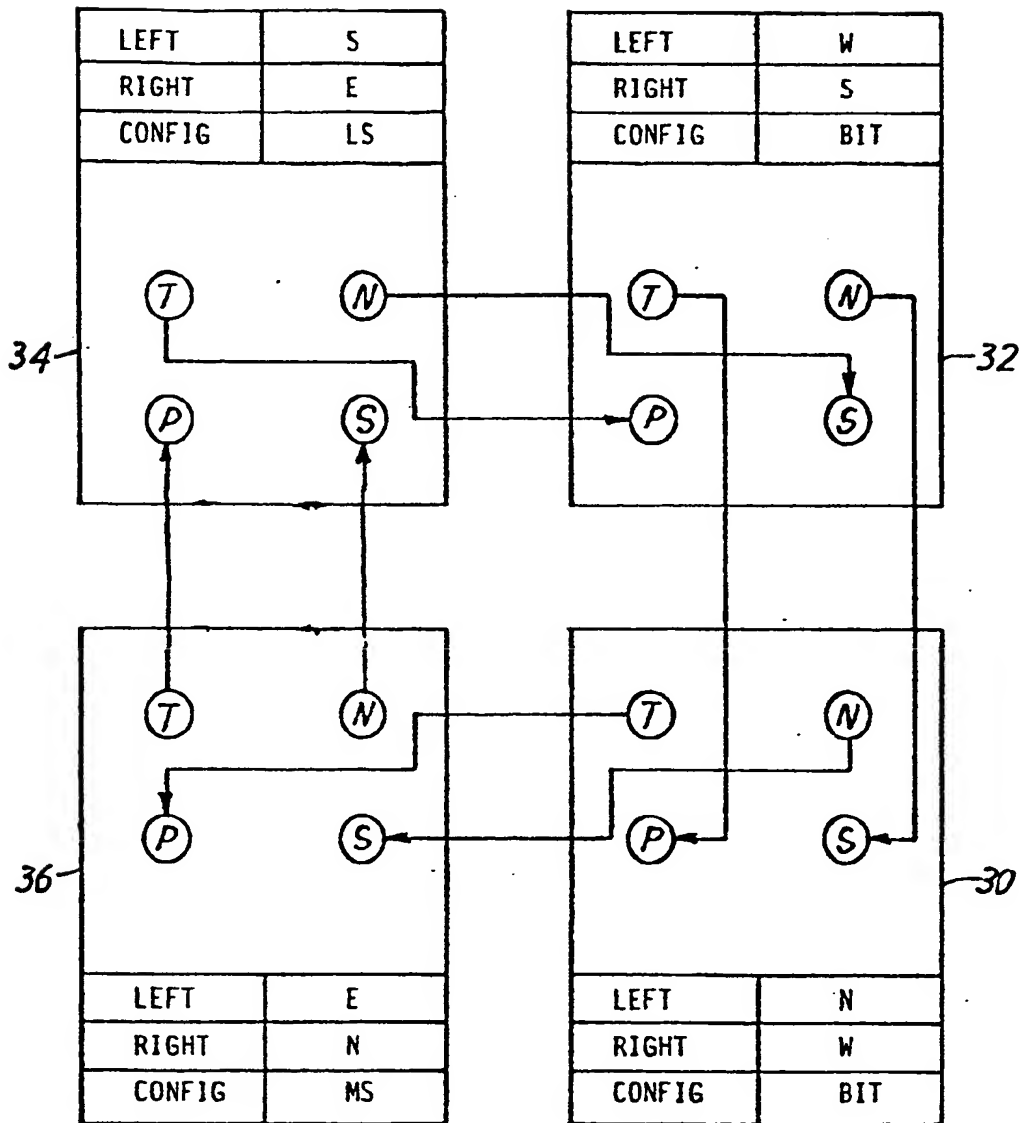 LEFT S LEFT W
RIGHT E RIGHT S
CONFIG LS CONFIG BIT
T N T N
34 32
P S P S
T N T N
P S P S
36 30
LEFT E LEFT N
RIGHT N RIGHT W
CONFIG MS CONFIG BIT